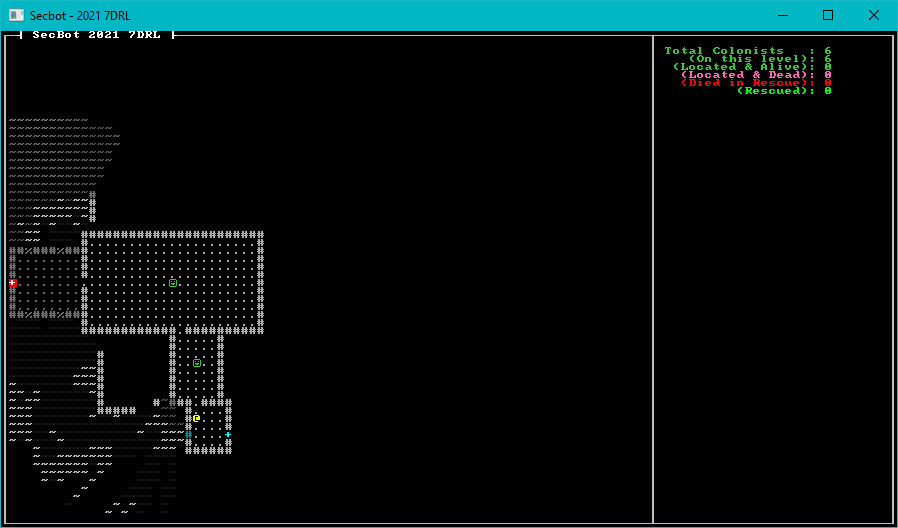 Secbot - 2021 7DRL
SecBot 2021 7DRL
Total Colonists : 6
(On this level): 6
(Located & Alive): 0
(Located & Dead): 0
(Died in Rescue): 0
(Rescued): 0